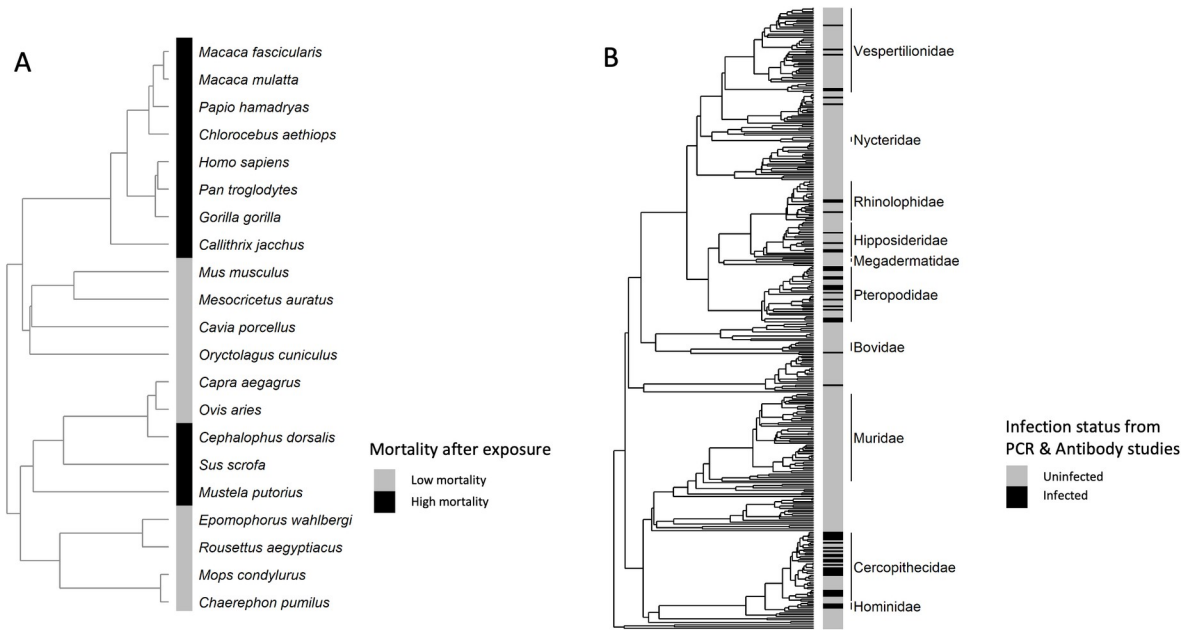 A
Macaca fascicularis
Macaca mulatta
Papio hamadryas
Chlorocebus aethiops
Homo sapiens
Pan troglodytes
Gorilla gorilla
Callithrix jacchus
Mus musculus
Mesocricetus auratus
Cavia porcellus
Oryctolagus cuniculus
Capra aegagrus
Ovis aries
Cephalophus dorsalis
Sus scrofa
Mustela putorius
Epomophorus wahlbergi
Rousettus aegyptiacus
Mops condylurus
Chaerephon pumilus
Mortality after exposure
Low mortality
High mortality
B
Vespertilionidae
Nycteridae
Rhinolophidae
Hipposideridae
Megadermatidae
Pteropodidae
Bovidae
Muridae
Cercopithecidae
Hominidae
Infection status from
PCR & Antibody studies
Uninfected
Infected